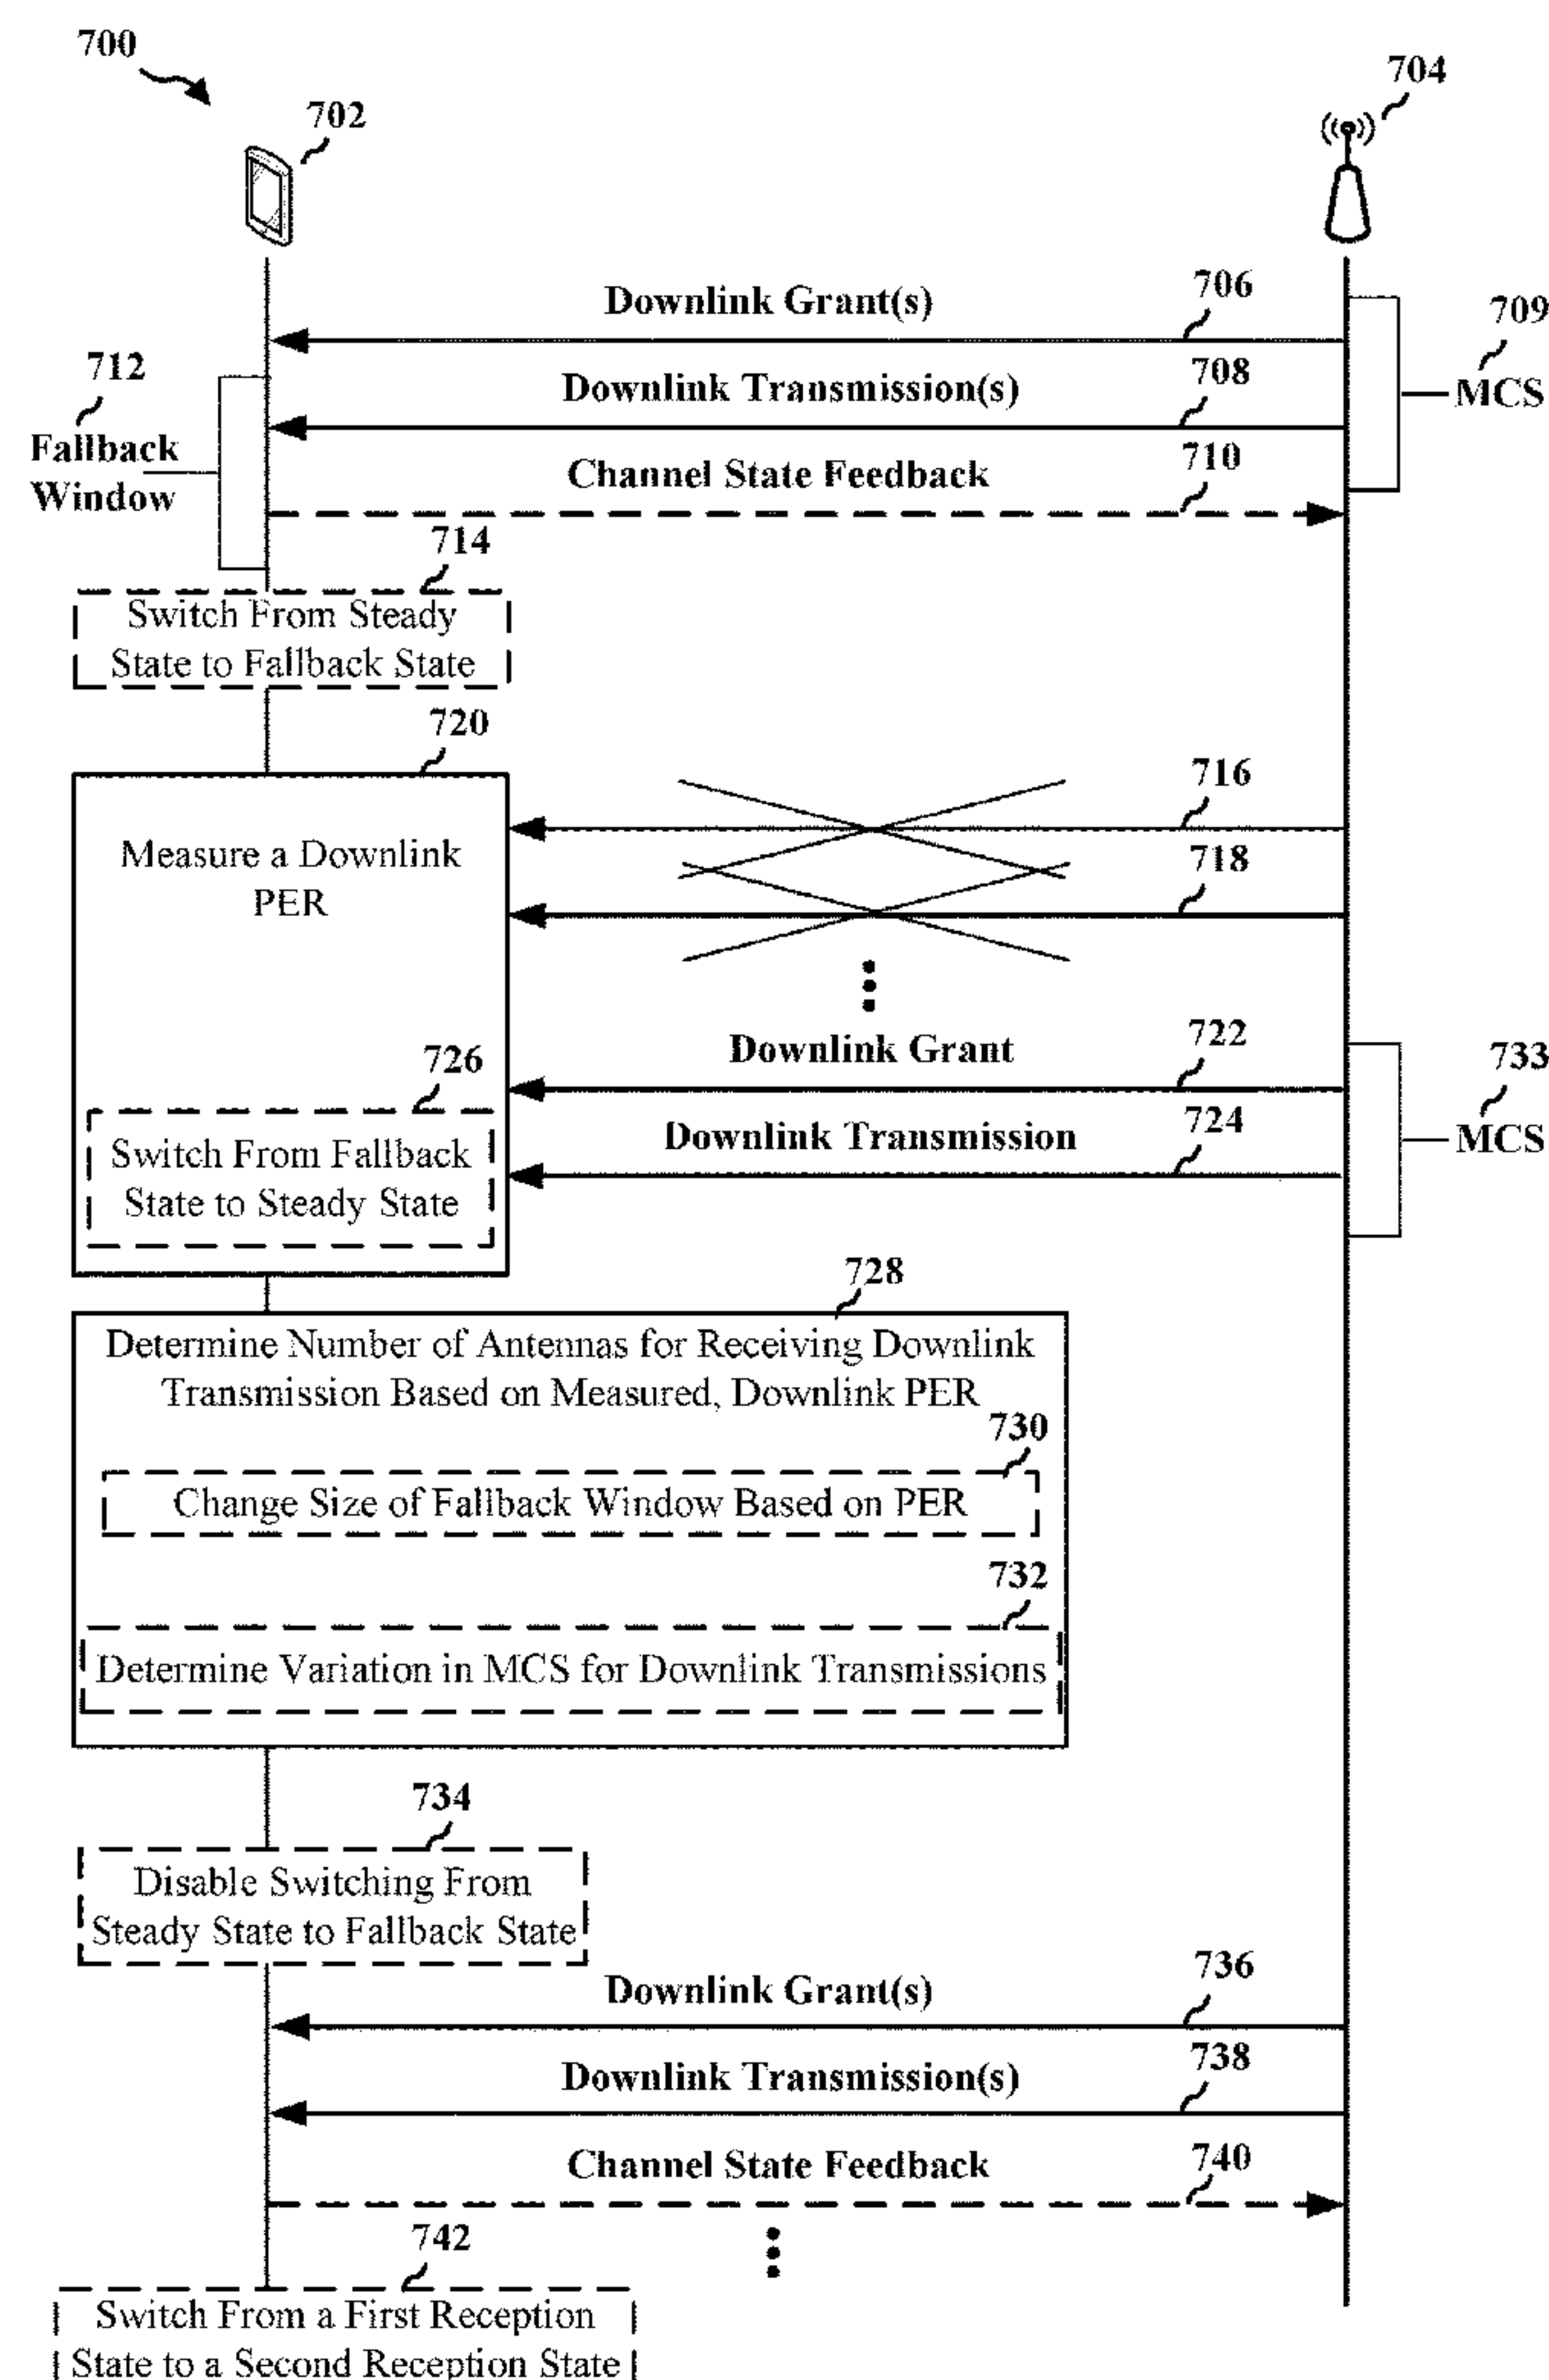 700
704
702
706
Downlink Grant(s)
709
MCS
712
Fallback
Window
708
Downlink Transmission(s)
710
Channel State Feedback
714
Switch From Steady
State to Fallback State
720
716
Measure a Downlink
PER
718
722
Downlink Grant
733
MCS
726
724
Downlink Transmission
Switch From Fallback
State to Steady State
728
Determine Number of Antennas for Receiving Downlink
Transmission Based on Measured, Downlink PER
730
Change Size of Fallback Window Based on PER
732
Determine Variation in MCS for Downlink Transmissions
734
Disable Switching From
Steady State to Fallback State
736
Downlink Grant(s)
738
Downlink Transmission(s)
740
Channel State Feedback
742
Switch From a First Reception
State to a Second Reception State